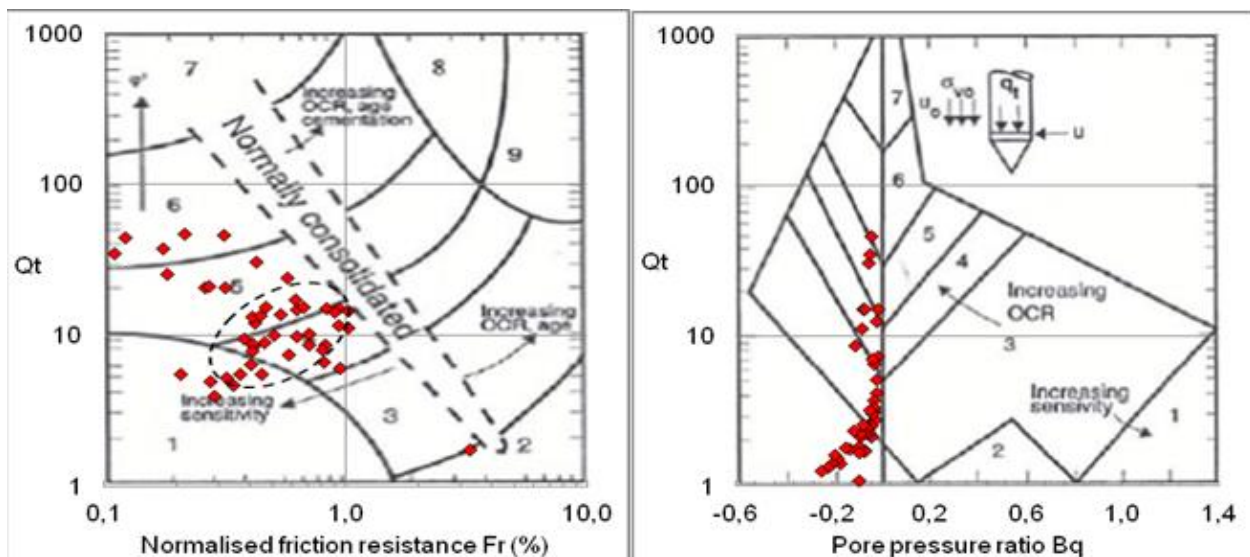 1000
100
10
1
Qt
0,1
1,0
10,0
Normalised friction resistance Fr (%)
7
8
9
6
5
3
1
2
φ'
Increasing
OCR, age
cementation
Normally consolidated
Increasing
OCR, age
Increasing
sensitivity
1000
100
10
1
Qt
-0,6
-0,2
0,2
0,6
1,0
1,4
Pore pressure ratio Bq
7
6
5
4
3
2
1
σvo
uo
qt
u
Increasing
OCR
Increasing
sensivity